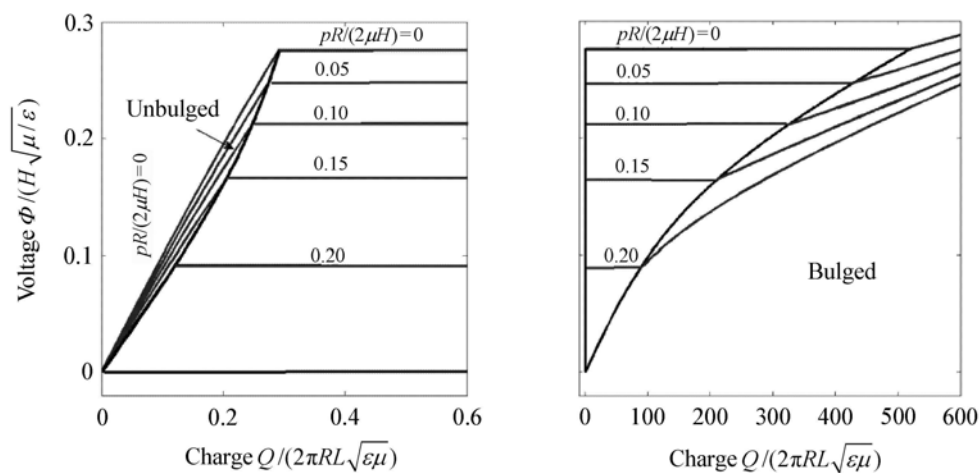 0.3
0.2
0.1
0
Voltage Φ/(H√μ/ε)
pR/(2μH)=0
0.05
Unbulged
0.10
0.15
pR/(2μH)=0
0.20
0 0.2 0.4 0.6
Charge Q/(2πRL√εμ)
pR/(2μH)=0
0.05
0.10
0.15
0.20
Bulged
0 100 200 300 400 500 600
Charge Q/(2πRL√εμ)